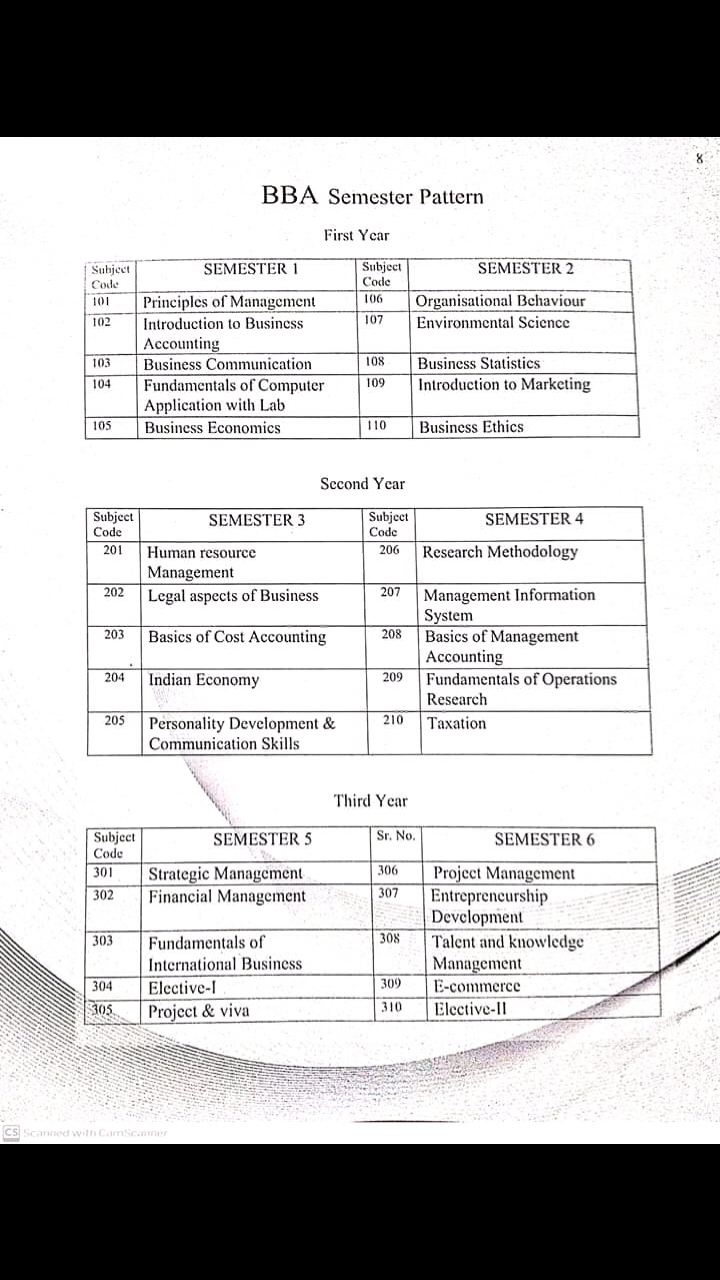 8
BBA Semester Pattern
First Year
Subject Code | SEMESTER 1 | Subject Code | SEMESTER 2
101 | Principles of Management | 106 | Organisational Behaviour
102 | Introduction to Business Accounting | 107 | Environmental Science
103 | Business Communication | 108 | Business Statistics
104 | Fundamentals of Computer Application with Lab | 109 | Introduction to Marketing
105 | Business Economics | 110 | Business Ethics
Second Year
Subject Code | SEMESTER 3 | Subject Code | SEMESTER 4
201 | Human resource Management | 206 | Research Methodology
202 | Legal aspects of Business | 207 | Management Information System
203 | Basics of Cost Accounting | 208 | Basics of Management Accounting
204 | Indian Economy | 209 | Fundamentals of Operations Research
205 | Personality Development & Communication Skills | 210 | Taxation
Third Year
Subject Code | SEMESTER 5 | Sr. No. | SEMESTER 6
301 | Strategic Management | 306 | Project Management
302 | Financial Management | 307 | Entrepreneurship Development
303 | Fundamentals of International Business | 308 | Talent and knowledge Management
304 | Elective-I | 309 | E-commerce
305 | Project & viva | 310 | Elective-II
CS Scanned with CamScanner